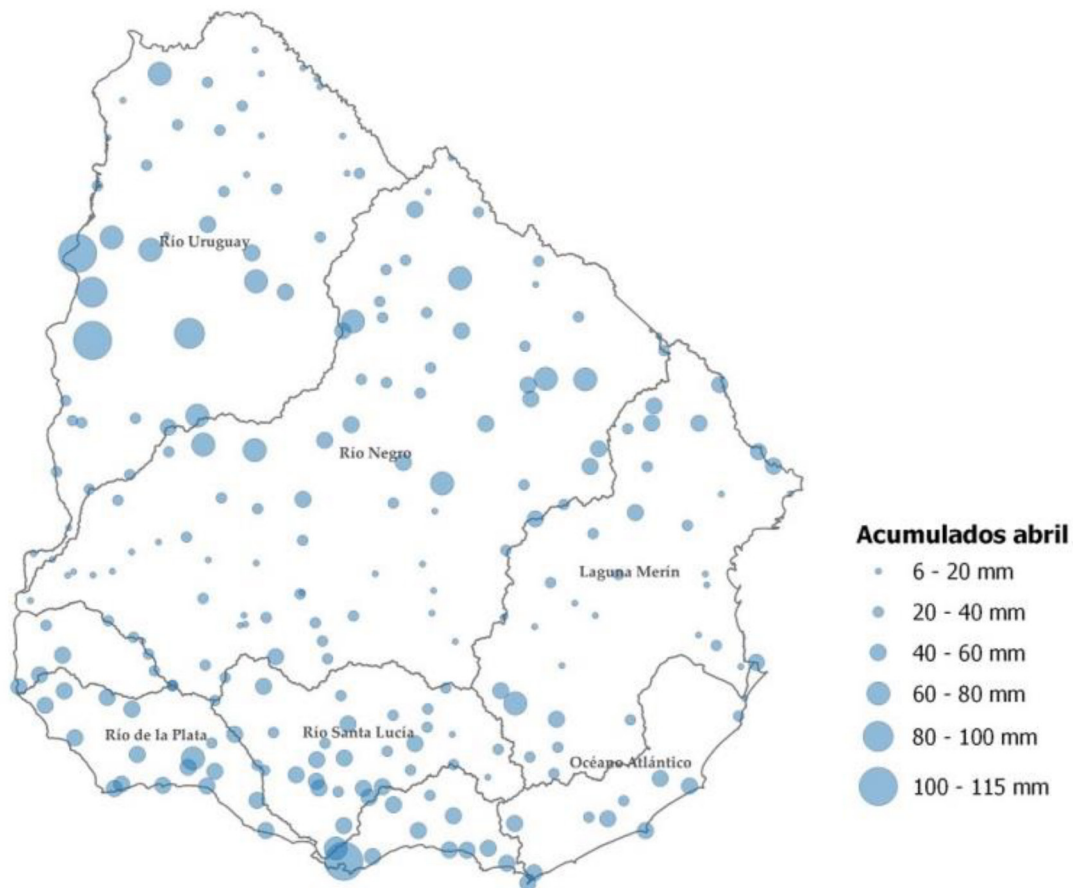 Río Uruguay
Río Negro
Laguna Merín
Río de la Plata
Río Santa Lucía
Océano Atlántico
Acumulados abril
6 - 20 mm
20 - 40 mm
40 - 60 mm
60 - 80 mm
80 - 100 mm
100 - 115 mm